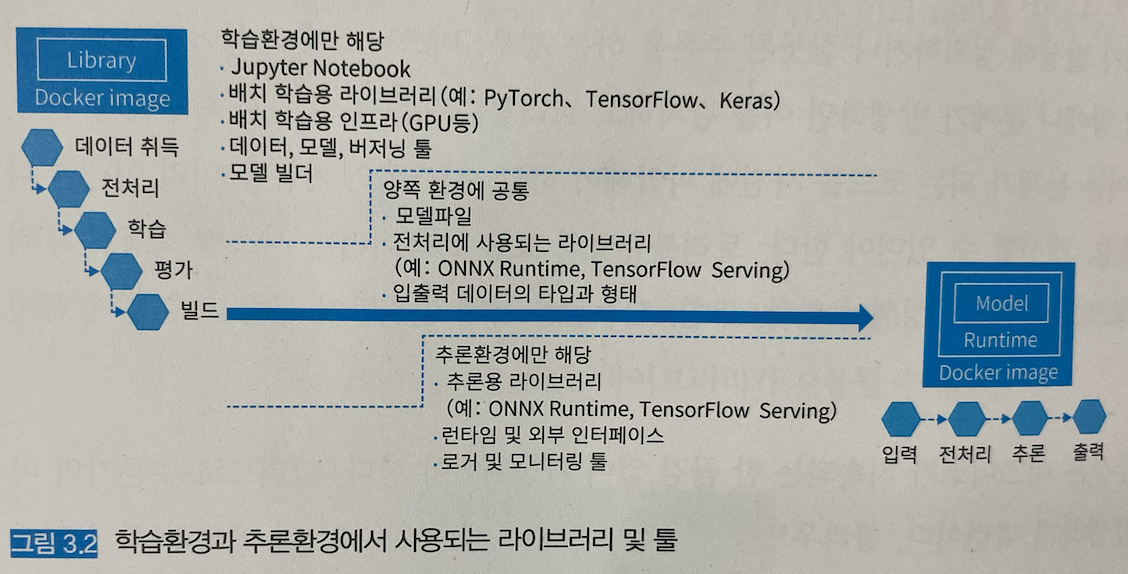 Library
Docker image
데이터 취득
전처리
학습
평가
빌드
학습환경에만 해당
· Jupyter Notebook
· 배치 학습용 라이브러리(예: PyTorch、TensorFlow、Keras)
· 배치 학습용 인프라(GPU등)
· 데이터, 모델, 버저닝 툴
· 모델 빌더
양쪽 환경에 공통
· 모델파일
· 전처리에 사용되는 라이브러리
(예: ONNX Runtime, TensorFlow Serving)
· 입출력 데이터의 타입과 형태
추론환경에만 해당
· 추론용 라이브러리
(예: ONNX Runtime, TensorFlow Serving)
· 런타임 및 외부 인터페이스
· 로거 및 모니터링 툴
Model
Runtime
Docker image
입력 전처리 추론 출력
그림 3.2 학습환경과 추론환경에서 사용되는 라이브러리 및 툴